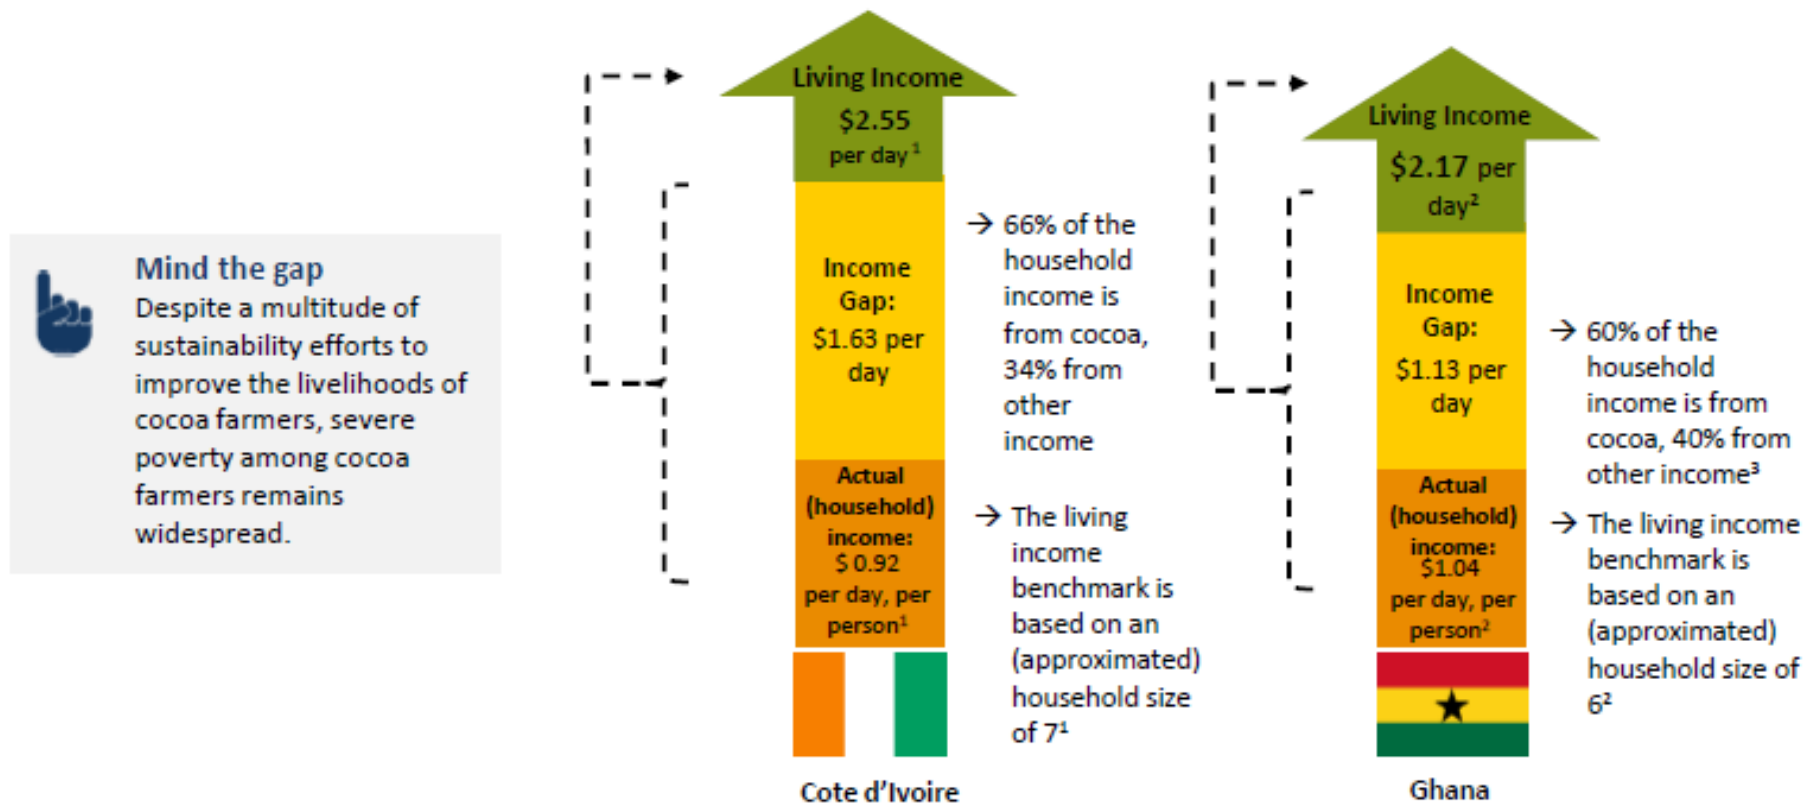 Mind the gap
Despite a multitude of
sustainability efforts to
improve the livelihoods of
cocoa farmers, severe
poverty among cocoa
farmers remains
widespread.
Living Income
$2.55
per day ¹
Income
Gap:
$1.63 per
day
Actual
(household)
income:
$ 0.92
per day, per
person¹
→ 66% of the
household
income is
from cocoa,
34% from
other
income
→ The living
income
benchmark is
based on an
(approximated)
household size
of 7¹
Cote d’Ivoire
Living Income
$2.17 per
day²
Income
Gap:
$1.13 per
day
Actual
(household)
income:
$1.04
per day, per
person²
→ 60% of the
household
income is from
cocoa, 40% from
other income³
→ The living income
benchmark is
based on an
(approximated)
household size of
6²
Ghana